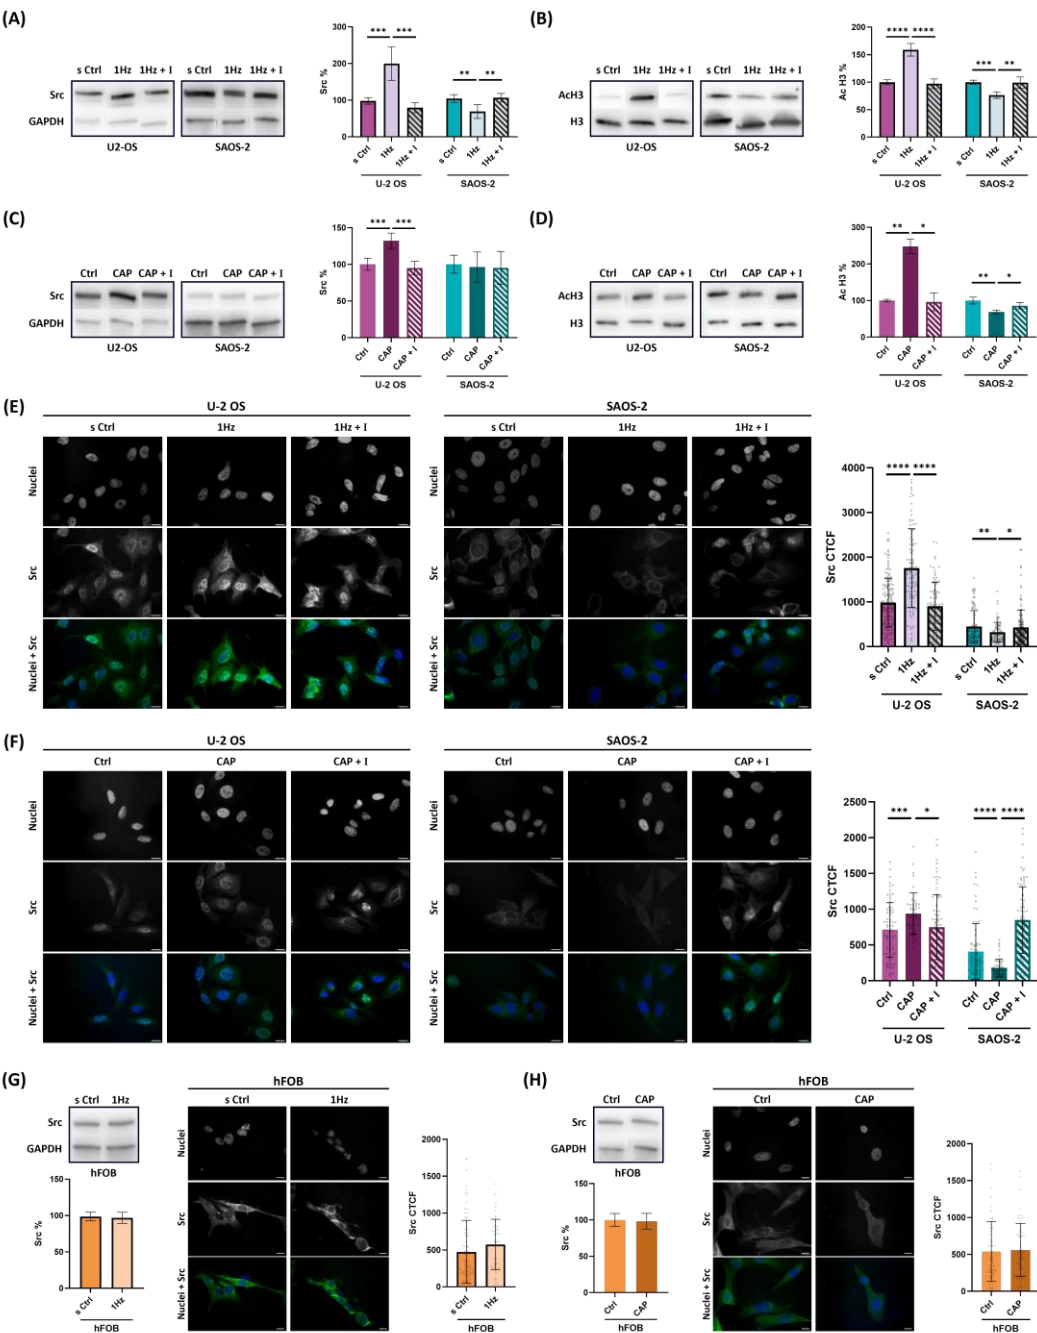 (A)
s Ctrl 1Hz 1Hz + I s Ctrl 1Hz 1Hz + I
Src
GAPDH
U2-OS SAOS-2
Src %
300
200
100
0
*** ***
** **
s Ctrl 1Hz 1Hz + I s Ctrl 1Hz 1Hz + I
U-2 OS SAOS-2
(B)
s Ctrl 1Hz 1Hz + I s Ctrl 1Hz 1Hz + I
AcH3
H3
U2-OS SAOS-2
Ac H3 %
200
150
100
50
0
**** ****
*** **
s Ctrl 1Hz 1Hz + I s Ctrl 1Hz 1Hz + I
U-2 OS SAOS-2
(C)
Ctrl CAP CAP + I Ctrl CAP CAP + I
Src
GAPDH
U2-OS SAOS-2
Src %
150
100
50
0
*** ***
Ctrl CAP CAP + I Ctrl CAP CAP + I
U-2 OS SAOS-2
(D)
Ctrl CAP CAP + I Ctrl CAP CAP + I
AcH3
H3
U2-OS SAOS-2
Ac H3 %
300
200
100
0
** *
** *
Ctrl CAP CAP + I Ctrl CAP CAP + I
U-2 OS SAOS-2
(E)
U-2 OS SAOS-2
s Ctrl 1Hz 1Hz + I s Ctrl 1Hz 1Hz + I
Nuclei
Src
Nuclei + Src
Src CTCF
4000
3000
2000
1000
0
**** ****
** *
s Ctrl 1Hz 1Hz + I s Ctrl 1Hz 1Hz + I
U-2 OS SAOS-2
(F)
U-2 OS SAOS-2
Ctrl CAP CAP + I Ctrl CAP CAP + I
Nuclei
Src
Nuclei + Src
Src CTCF
2500
2000
1500
1000
500
0
*** *
**** ****
Ctrl CAP CAP + I Ctrl CAP CAP + I
U-2 OS SAOS-2
(G)
s Ctrl 1Hz
Src
GAPDH
hFOB
Src %
150
100
50
0
s Ctrl 1Hz
hFOB
hFOB
s Ctrl 1Hz
Nuclei
Src
Nuclei + Src
Src CTCF
2000
1500
1000
500
0
s Ctrl 1Hz
hFOB
(H)
Ctrl CAP
Src
GAPDH
hFOB
Src %
150
100
50
0
Ctrl CAP
hFOB
hFOB
Ctrl CAP
Nuclei
Src
Nuclei + Src
Src CTCF
2000
1500
1000
500
0
Ctrl CAP
hFOB